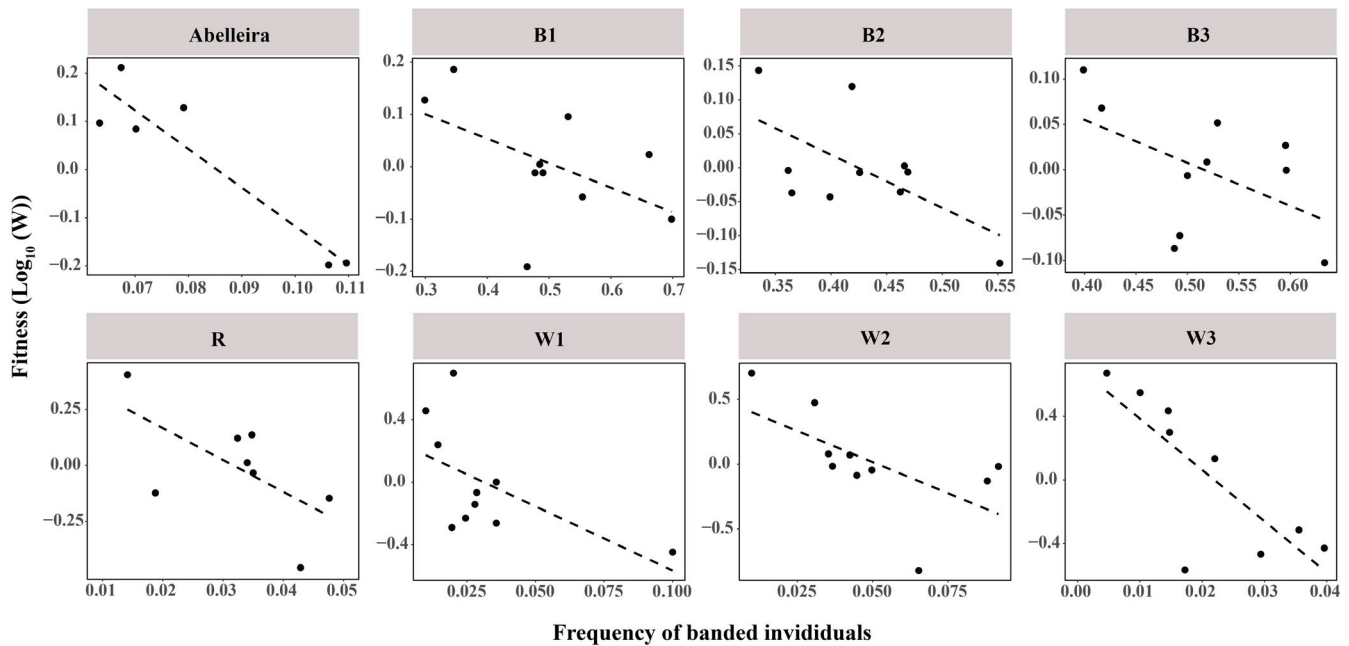 Abelleira
B1
B2
B3
0.2
0.1
0.0
−0.1
−0.2
0.07 0.08 0.09 0.10 0.11
0.2
0.1
0.0
−0.1
−0.2
0.3 0.4 0.5 0.6 0.7
0.15
0.10
0.05
0.00
−0.05
−0.10
−0.15
0.35 0.40 0.45 0.50 0.55
0.10
0.05
0.00
−0.05
−0.10
0.40 0.45 0.50 0.55 0.60
Fitness (Log10 (W))
R
W1
W2
W3
0.25
0.00
−0.25
0.01 0.02 0.03 0.04 0.05
0.4
0.0
−0.4
0.025 0.050 0.075 0.100
0.5
0.0
−0.5
0.025 0.050 0.075
0.4
0.0
−0.4
0.00 0.01 0.02 0.03 0.04
Frequency of banded invididuals